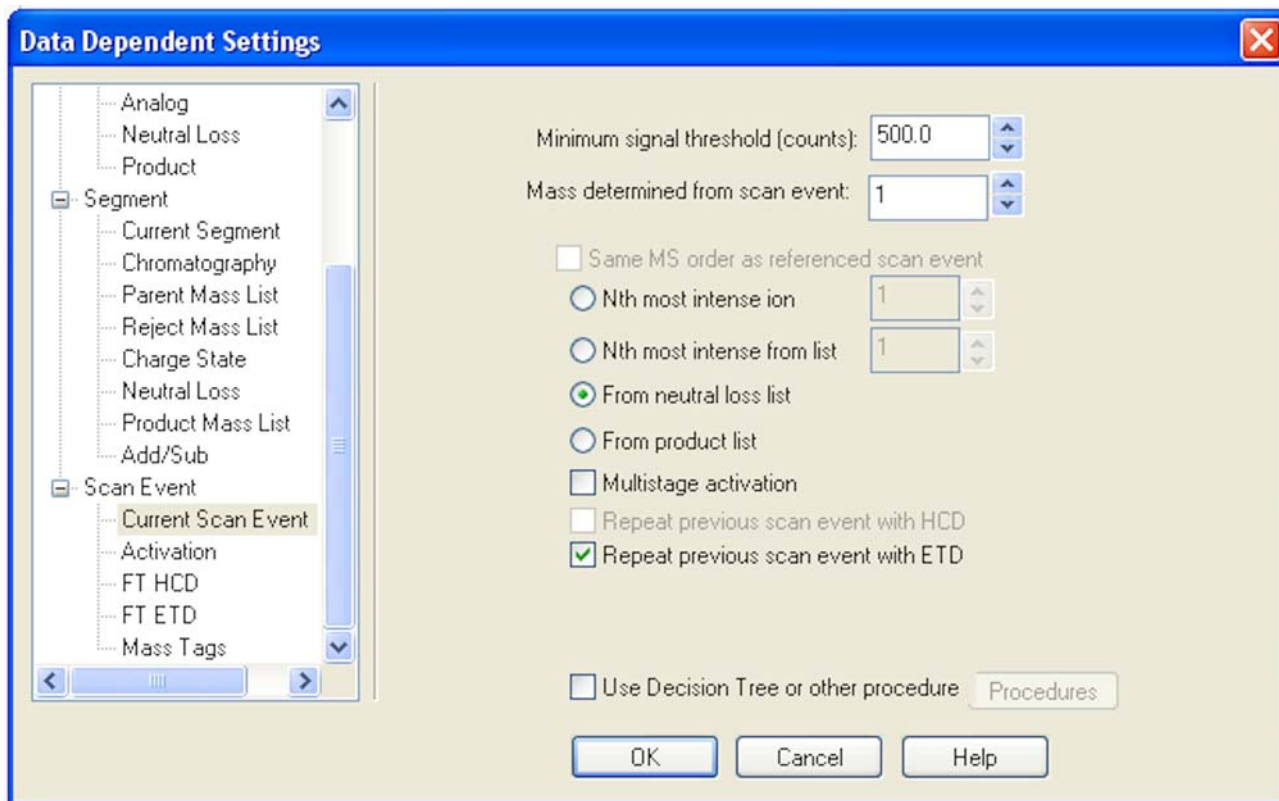 Data Dependent Settings
Analog
Neutral Loss
Product
Segment
Current Segment
Chromatography
Parent Mass List
Reject Mass List
Charge State
Neutral Loss
Product Mass List
Add/Sub
Scan Event
Current Scan Event
Activation
FT HCD
FT ETD
Mass Tags
Minimum signal threshold (counts): 500.0
Mass determined from scan event: 1
Same MS order as referenced scan event
Nth most intense ion 1
Nth most intense from list 1
From neutral loss list
From product list
Multistage activation
Repeat previous scan event with HCD
Repeat previous scan event with ETD
Use Decision Tree or other procedure Procedures
OK Cancel Help